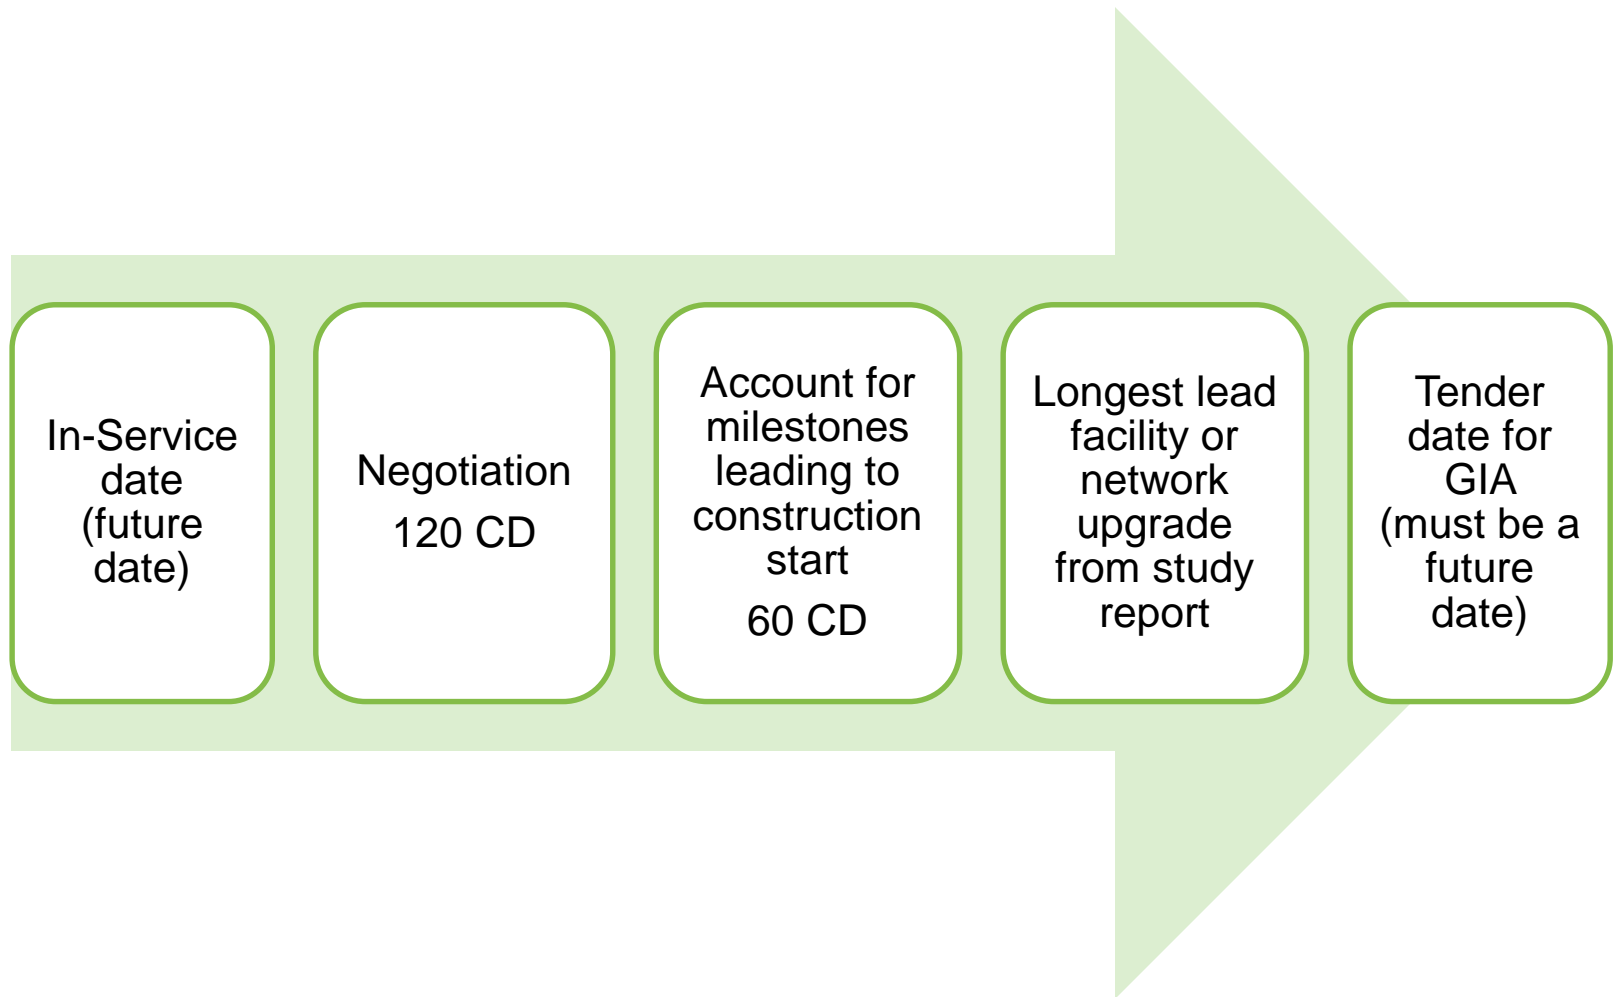 In-Service
date
(future
date)
Negotiation
120 CD
Account for
milestones
leading to
construction
start
60 CD
Longest lead
facility or
network
upgrade
from study
report
Tender
date for
GIA
(must be a
future
date)